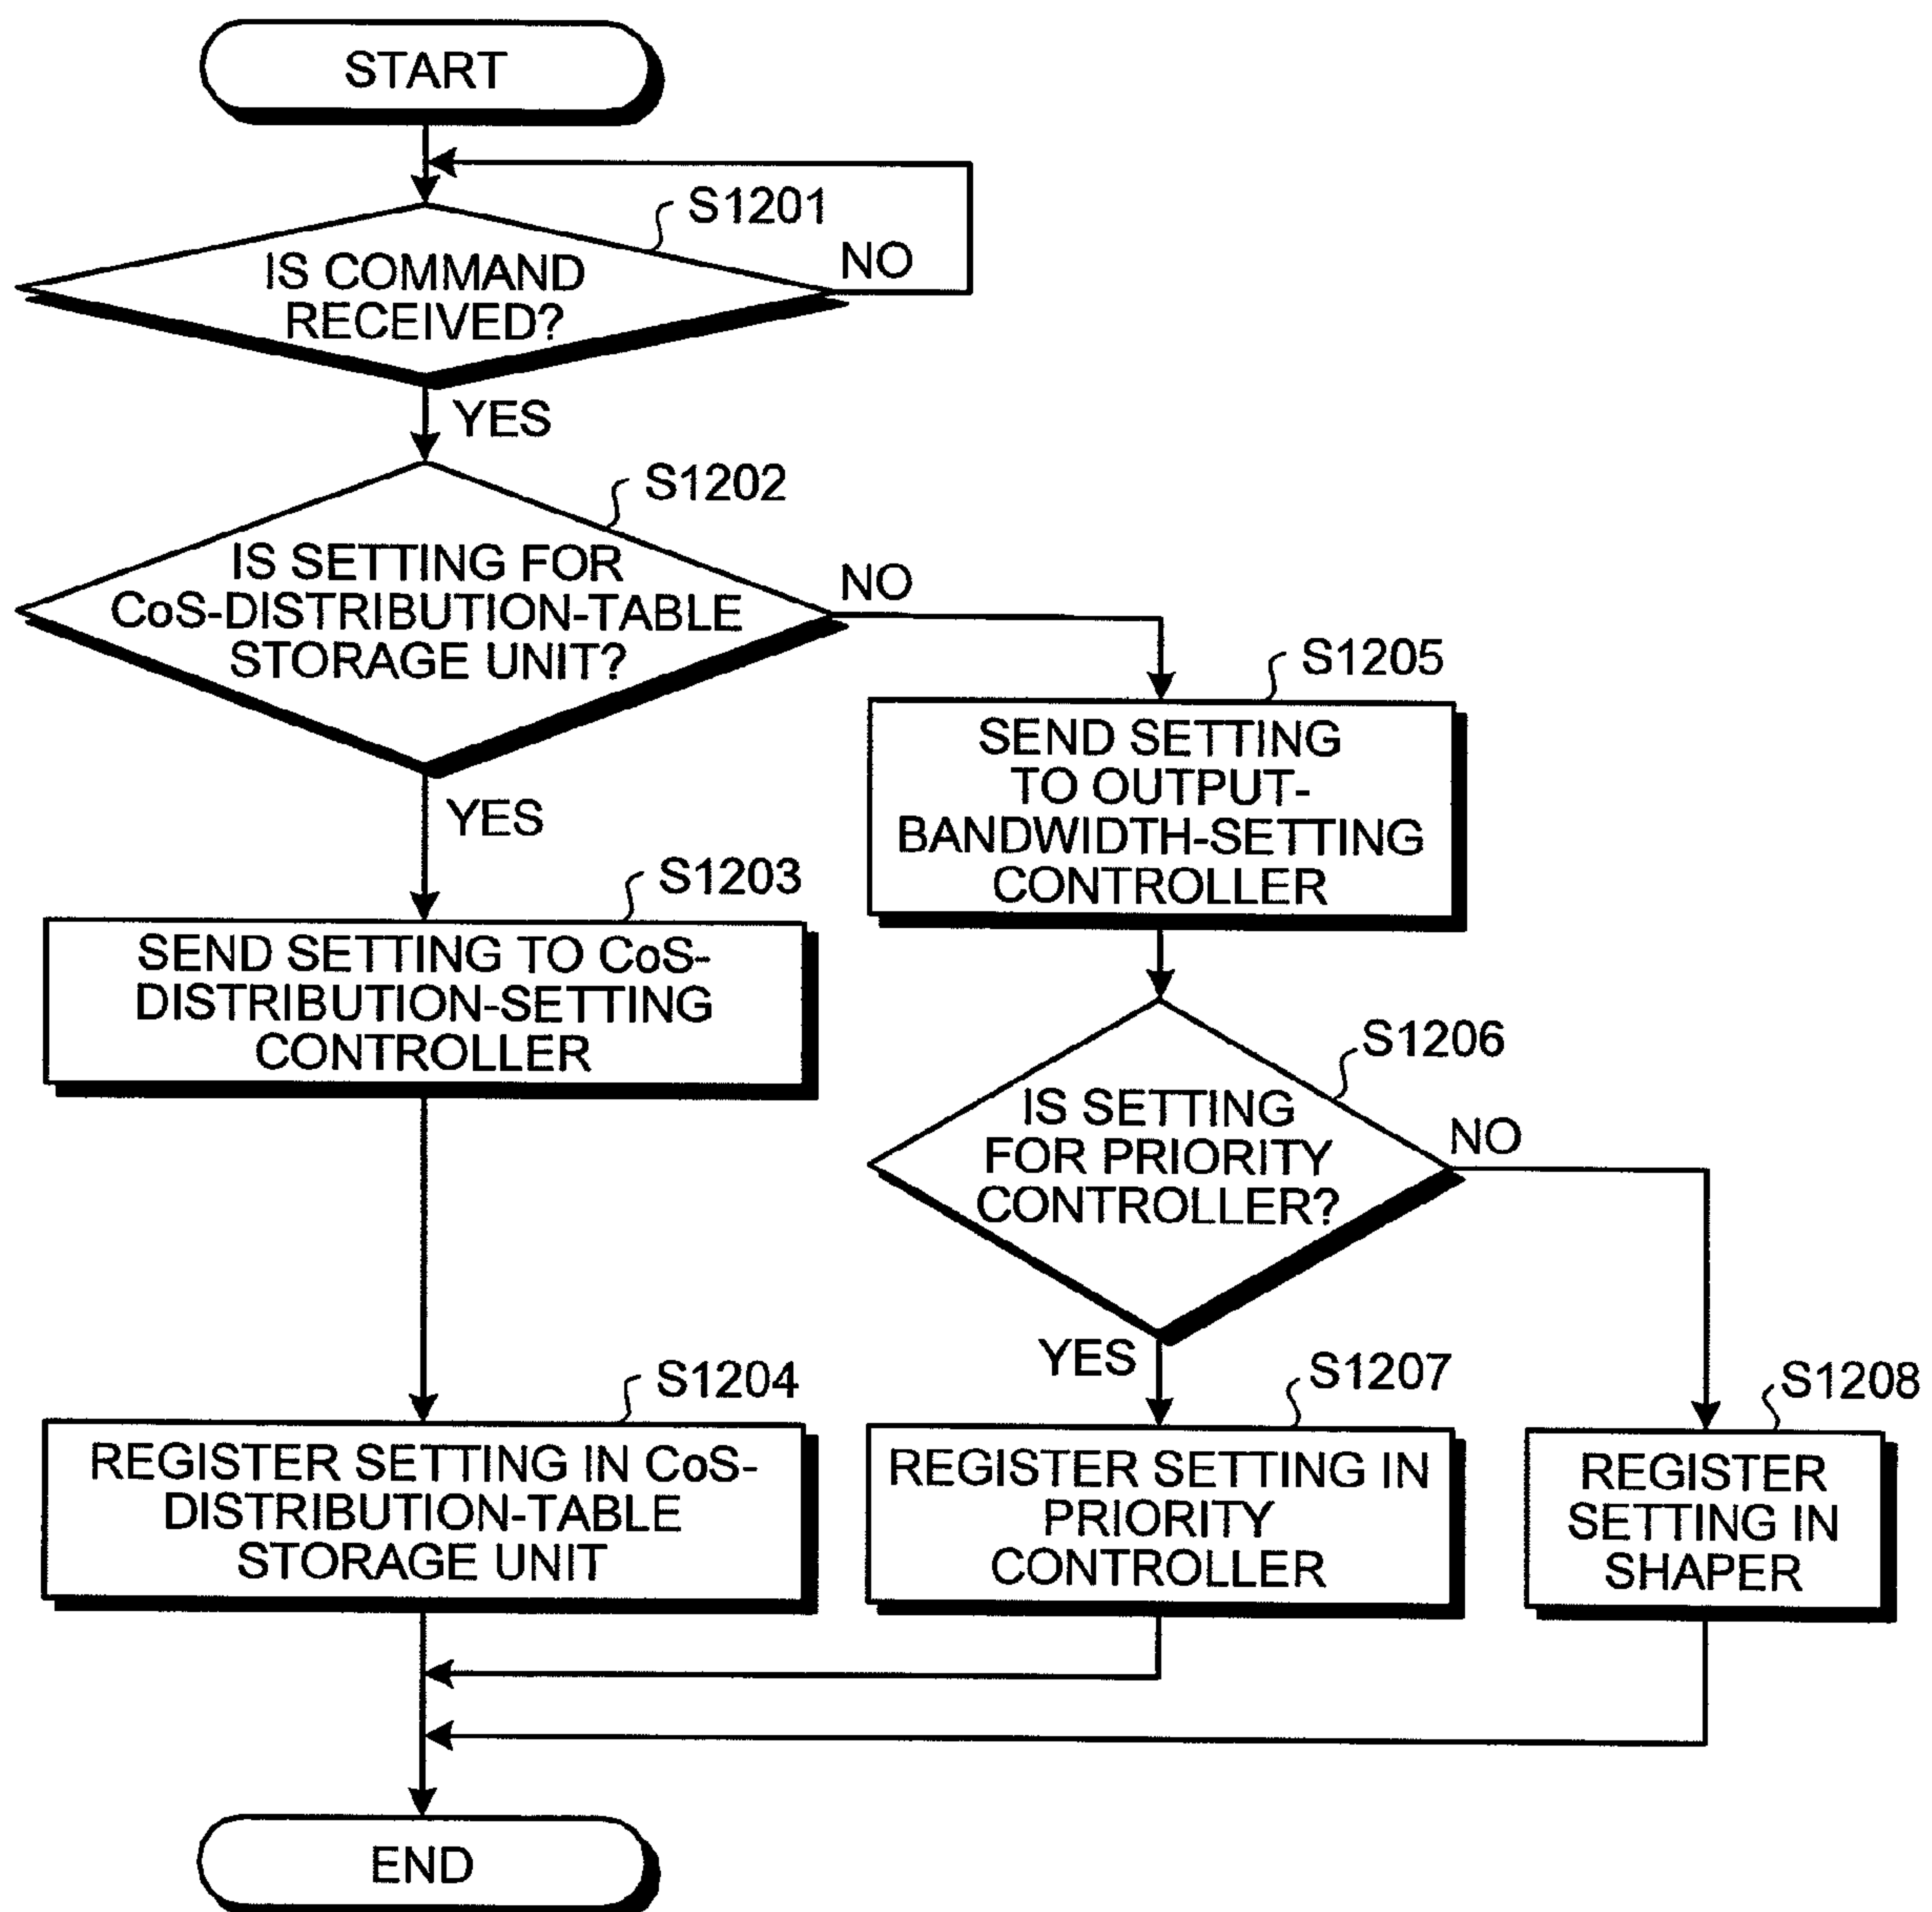 START
S1201
IS COMMAND
RECEIVED?
NO
YES
S1202
IS SETTING FOR
CoS-DISTRIBUTION-TABLE
STORAGE UNIT?
NO
YES
S1203
SEND SETTING TO CoS-
DISTRIBUTION-SETTING
CONTROLLER
S1204
REGISTER SETTING IN CoS-
DISTRIBUTION-TABLE
STORAGE UNIT
S1205
SEND SETTING
TO OUTPUT-
BANDWIDTH-SETTING
CONTROLLER
S1206
IS SETTING
FOR PRIORITY
CONTROLLER?
NO
YES
S1207
REGISTER SETTING IN
PRIORITY
CONTROLLER
S1208
REGISTER
SETTING IN
SHAPER
END